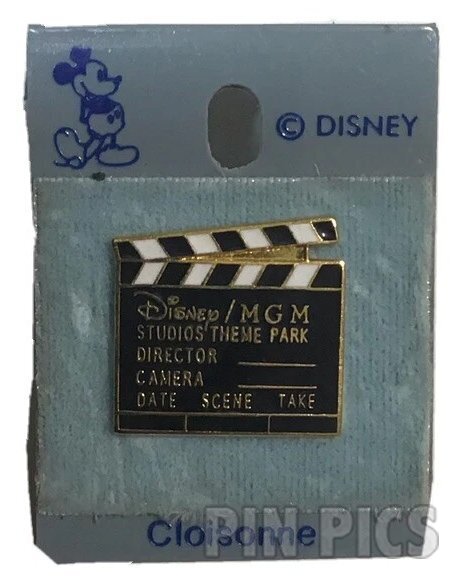 © DISNEY
Disney / MGM
STUDIOS THEME PARK
DIRECTOR
CAMERA
DATE SCENE TAKE
Cloisonne
PIN PICS